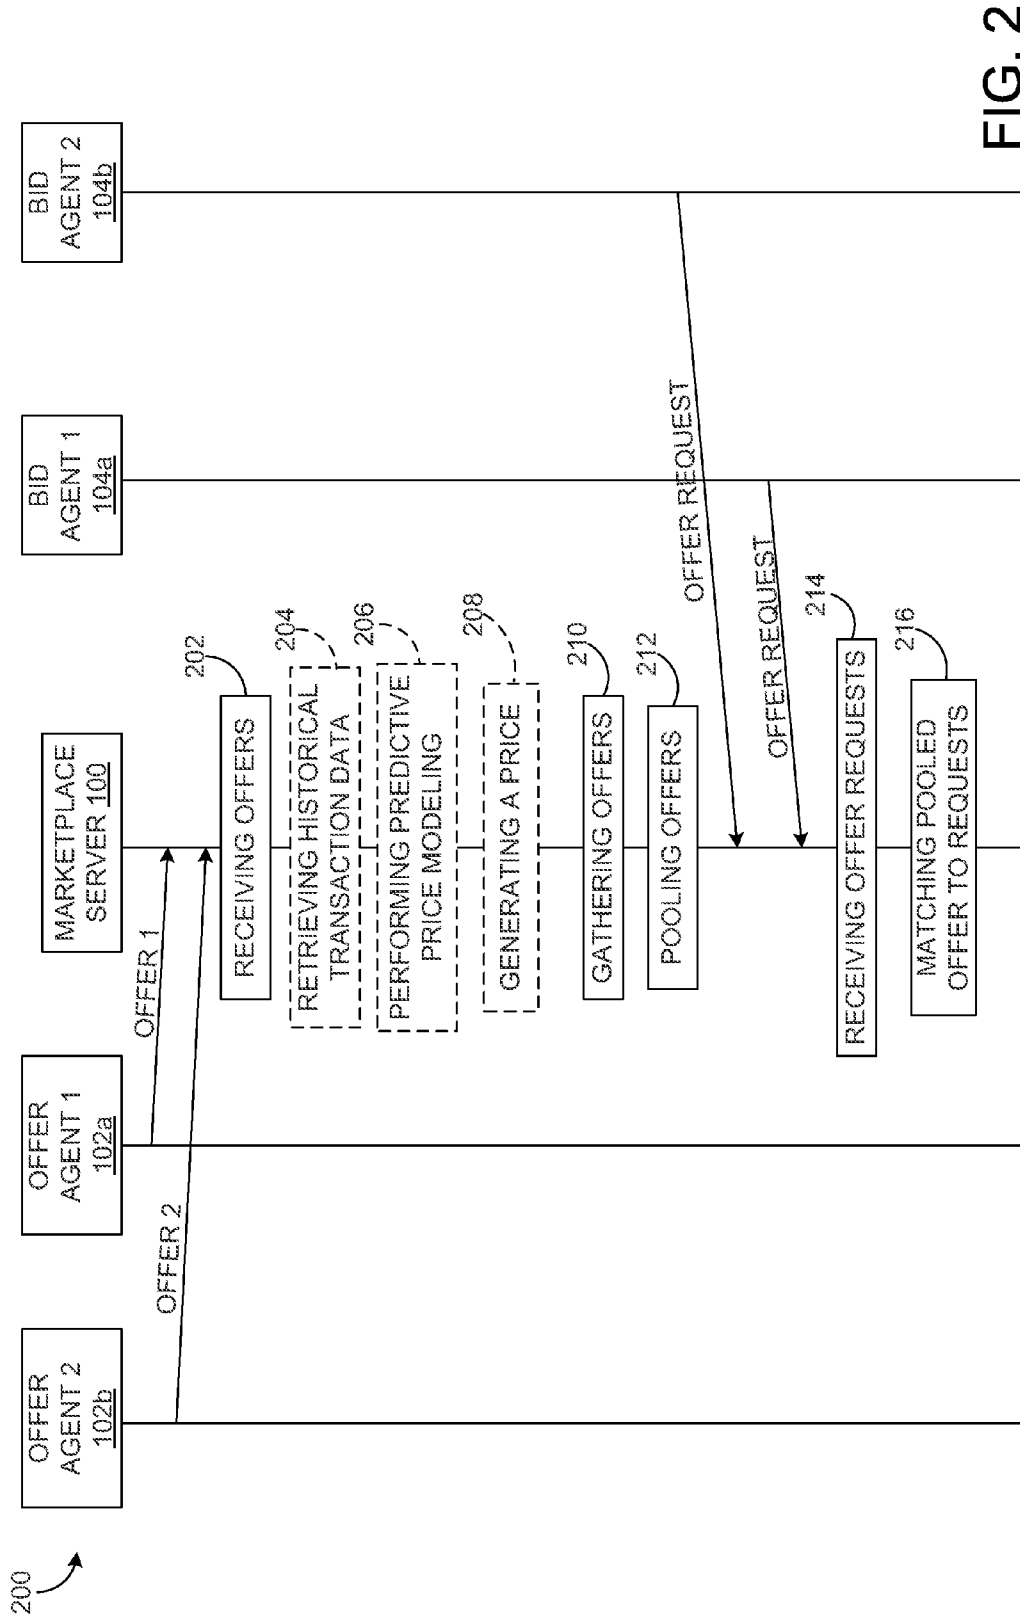 200
OFFER
AGENT 2
102b
OFFER
AGENT 1
102a
MARKETPLACE
SERVER 100
BID
AGENT 1
104a
BID
AGENT 2
104b
OFFER 1
OFFER 2
202
RECEIVING OFFERS
204
RETRIEVING HISTORICAL
TRANSACTION DATA
206
PERFORMING PREDICTIVE
PRICE MODELING
208
GENERATING A PRICE
210
GATHERING OFFERS
212
POOLING OFFERS
OFFER REQUEST
OFFER REQUEST
214
RECEIVING OFFER REQUESTS
216
MATCHING POOLED
OFFER TO REQUESTS
FIG. 2